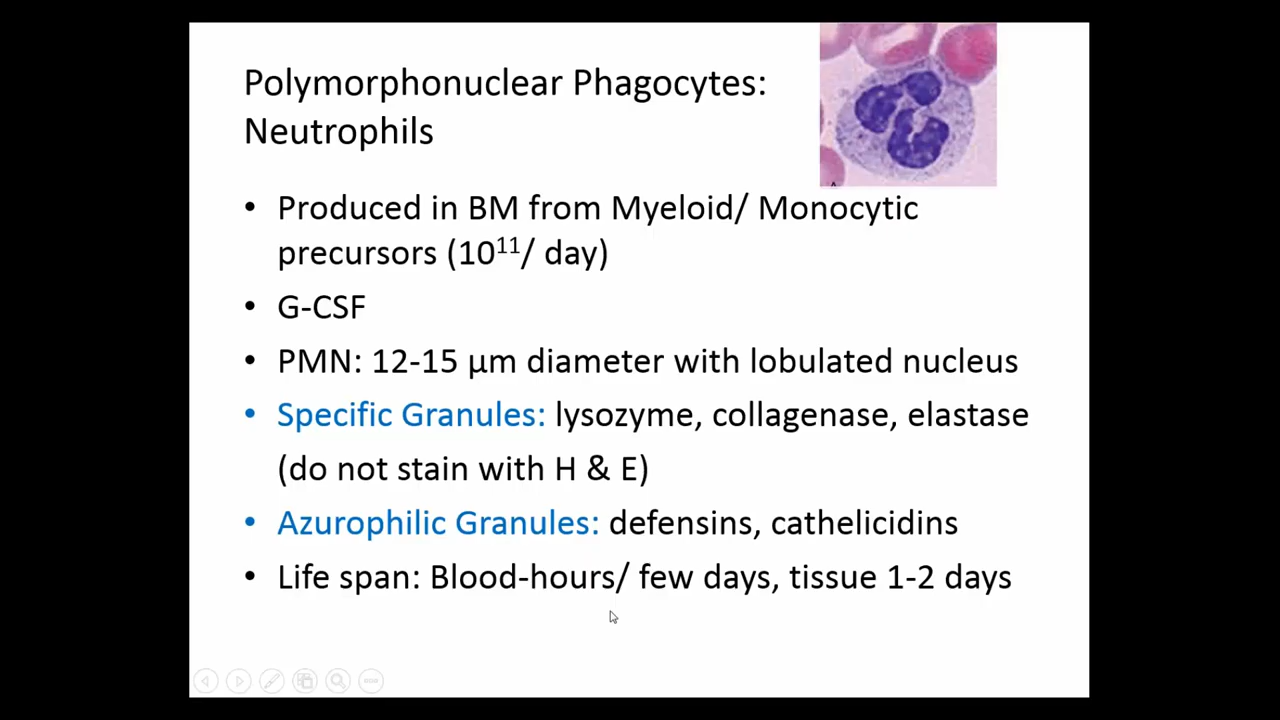 Polymorphonuclear Phagocytes:
Neutrophils
• Produced in BM from Myeloid/ Monocytic
precursors (10¹¹/ day)
• G-CSF
• PMN: 12-15 µm diameter with lobulated nucleus
• Specific Granules: lysozyme, collagenase, elastase
(do not stain with H & E)
• Azurophilic Granules: defensins, cathelicidins
• Life span: Blood-hours/ few days, tissue 1-2 days